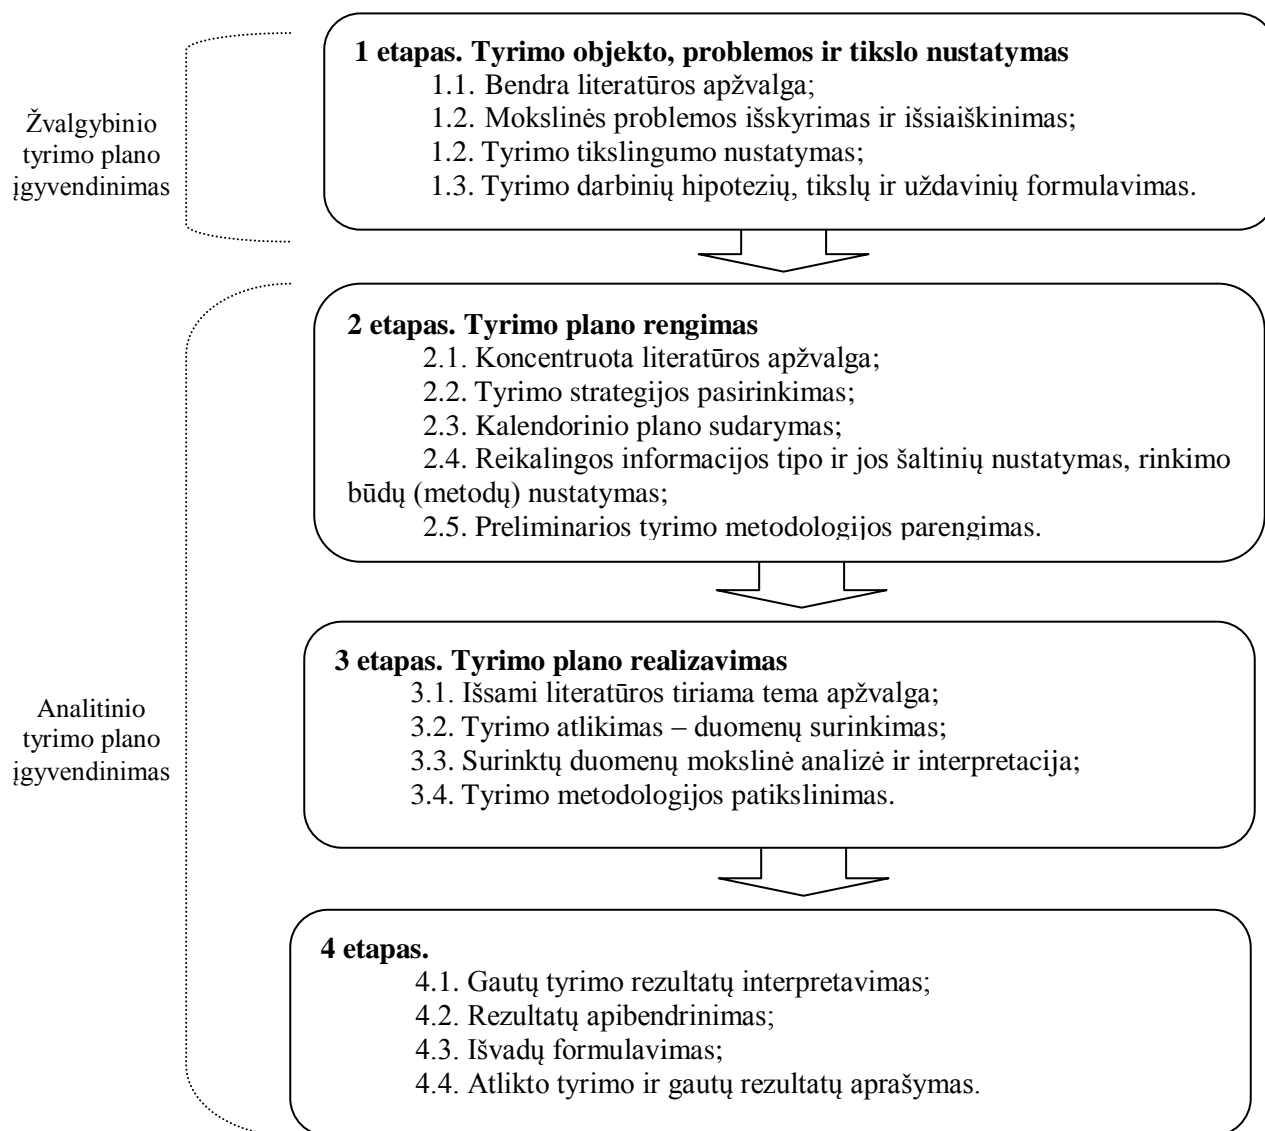 Žvalgybinio
tyrimo plano
įgyvendinimas
1 etapas. Tyrimo objekto, problemos ir tikslo nustatymas
1.1. Bendra literatūros apžvalga;
1.2. Mokslinės problemos išskyrimas ir išsiaiškinimas;
1.2. Tyrimo tikslingumo nustatymas;
1.3. Tyrimo darbinių hipotezių, tikslų ir uždavinių formulavimas.
Analitinio
tyrimo plano
įgyvendinimas
2 etapas. Tyrimo plano rengimas
2.1. Koncentruota literatūros apžvalga;
2.2. Tyrimo strategijos pasirinkimas;
2.3. Kalendorinio plano sudarymas;
2.4. Reikalingos informacijos tipo ir jos šaltinių nustatymas, rinkimo
būdų (metodų) nustatymas;
2.5. Preliminarios tyrimo metodologijos parengimas.
3 etapas. Tyrimo plano realizavimas
3.1. Išsami literatūros tiriama tema apžvalga;
3.2. Tyrimo atlikimas – duomenų surinkimas;
3.3. Surinktų duomenų mokslinė analizė ir interpretacija;
3.4. Tyrimo metodologijos patikslinimas.
4 etapas.
4.1. Gautų tyrimo rezultatų interpretavimas;
4.2. Rezultatų apibendrinimas;
4.3. Išvadų formulavimas;
4.4. Atlikto tyrimo ir gautų rezultatų aprašymas.